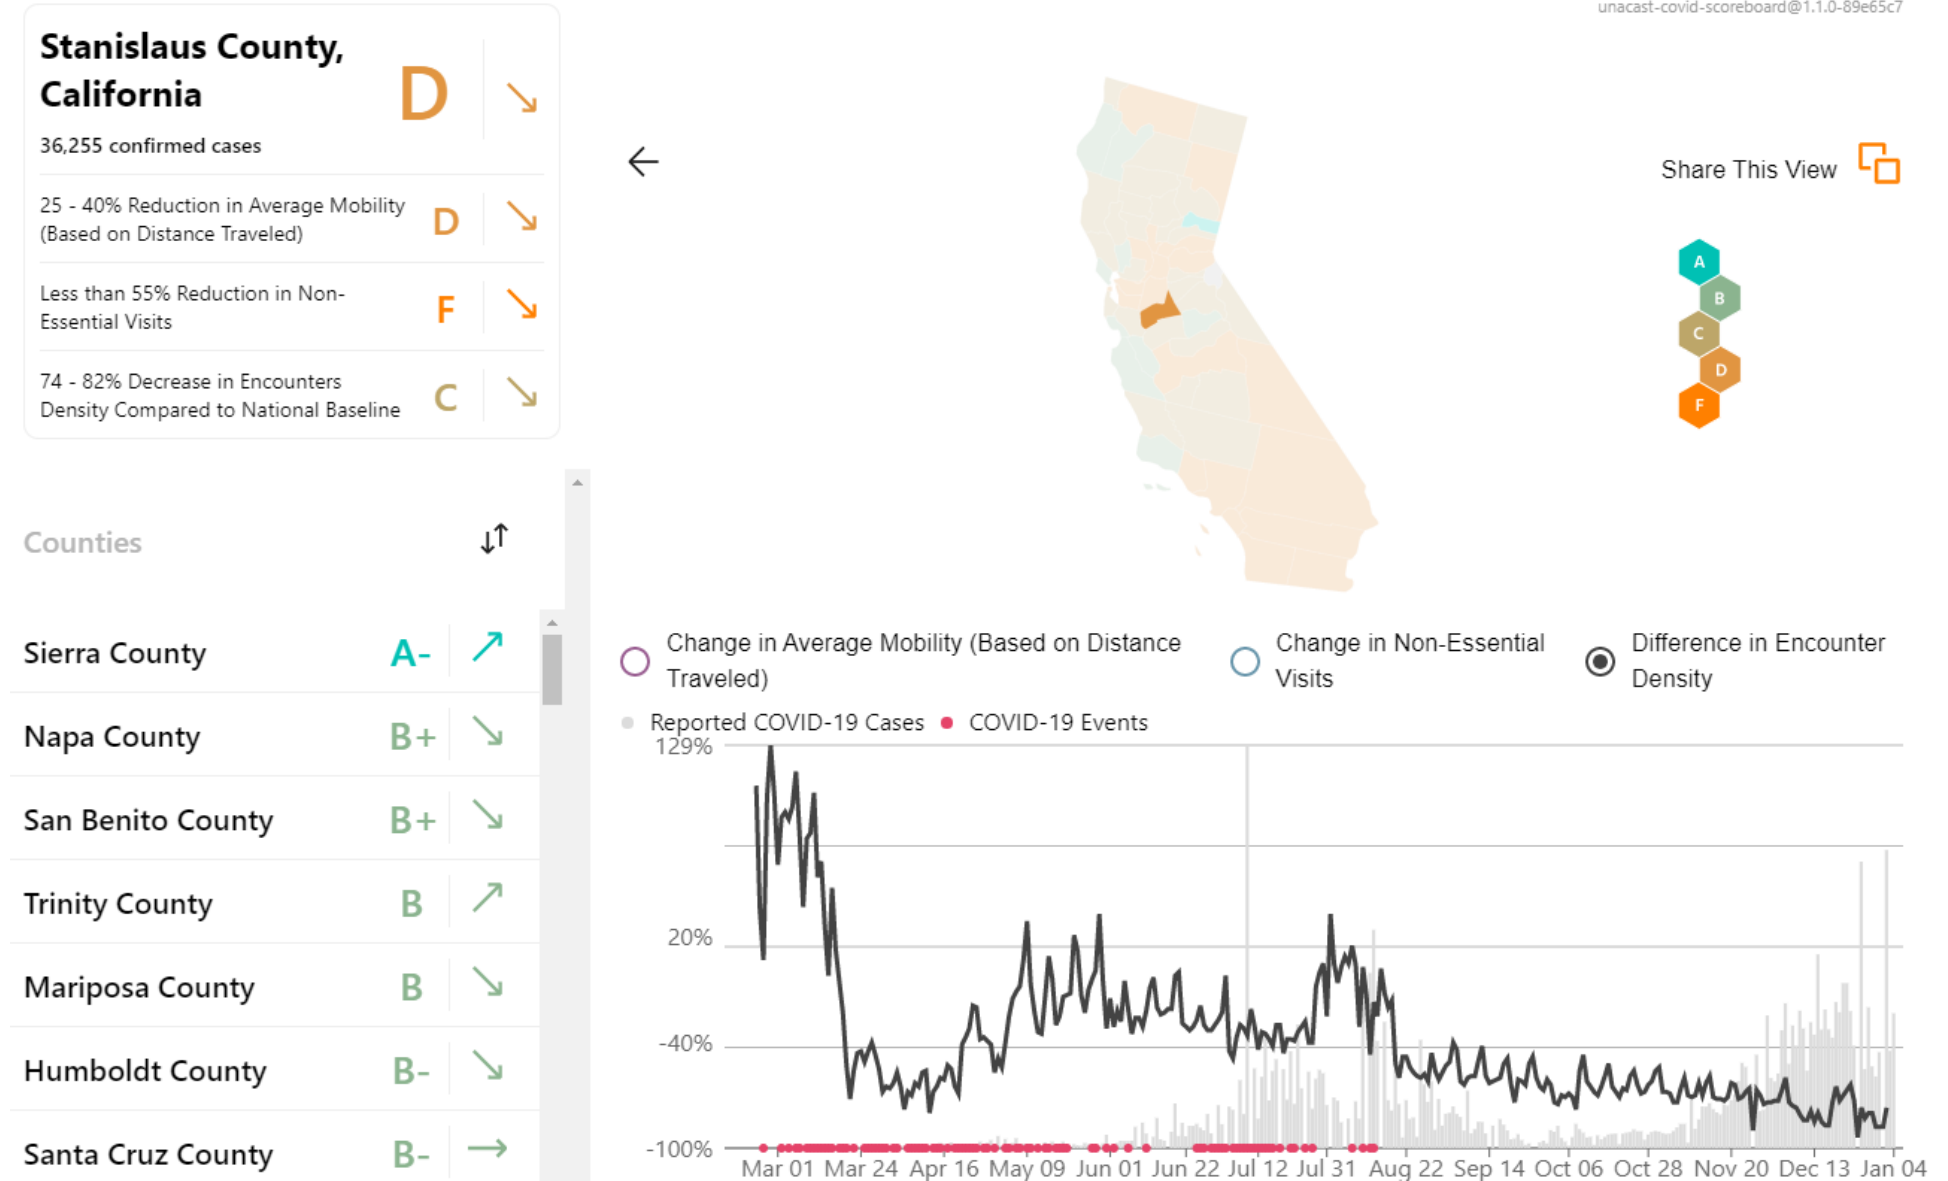 unacast-covid-scoreboard@1.1.0-89e65c7
Stanislaus County,
California
D
36,255 confirmed cases
25 - 40% Reduction in Average Mobility
(Based on Distance Traveled)
D
Less than 55% Reduction in Non-
Essential Visits
F
74 - 82% Decrease in Encounters
Density Compared to National Baseline
C
Share This View
A
B
C
D
F
Counties
Sierra County A-
Napa County B+
San Benito County B+
Trinity County B
Mariposa County B
Humboldt County B-
Santa Cruz County B-
Change in Average Mobility (Based on Distance
Traveled)
Change in Non-Essential
Visits
Difference in Encounter
Density
Reported COVID-19 Cases COVID-19 Events
129%
20%
-40%
-100%
Mar 01 Mar 24 Apr 16 May 09 Jun 01 Jun 22 Jul 12 Jul 31 Aug 22 Sep 14 Oct 06 Oct 28 Nov 20 Dec 13 Jan 04